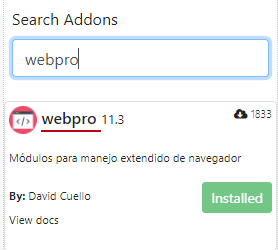 Search Addons
webpro
webpro 11.3
1833
Módulos para manejo extendido de navegador
By: David Cuello
Installed
View docs